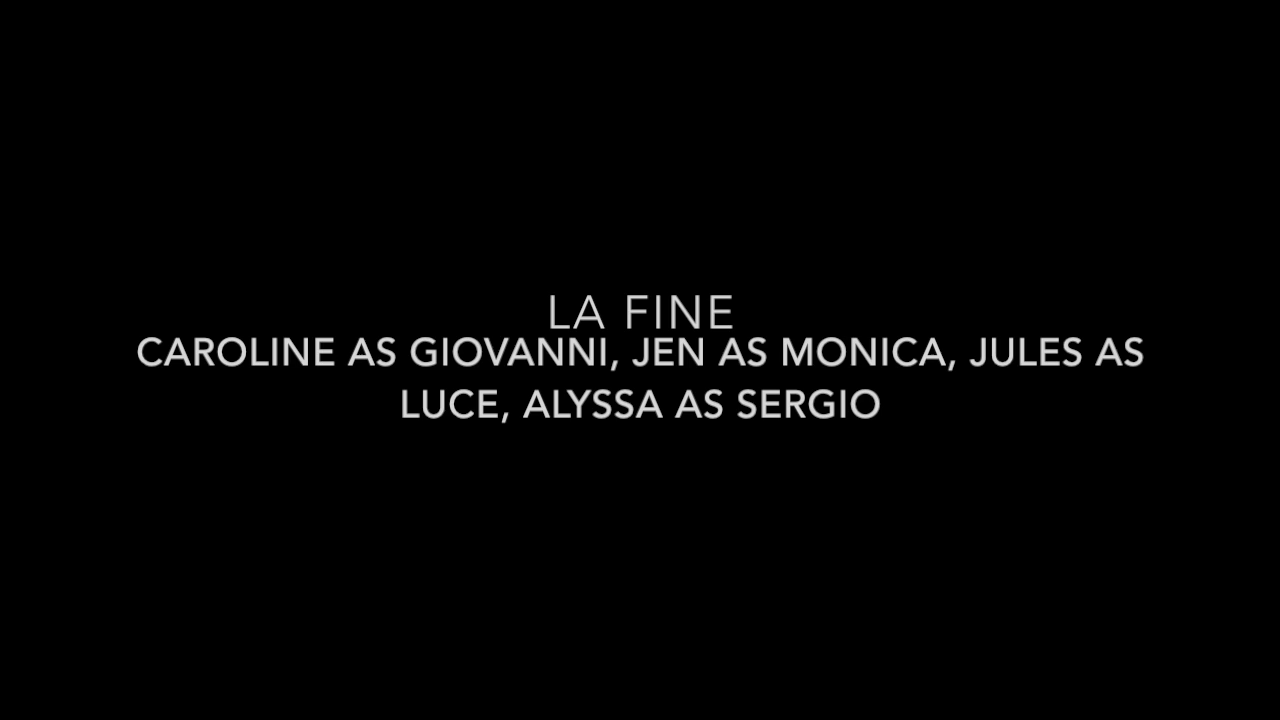 LA FINE
CAROLINE AS GIOVANNI, JEN AS MONICA, JULES AS
LUCE, ALYSSA AS SERGIO